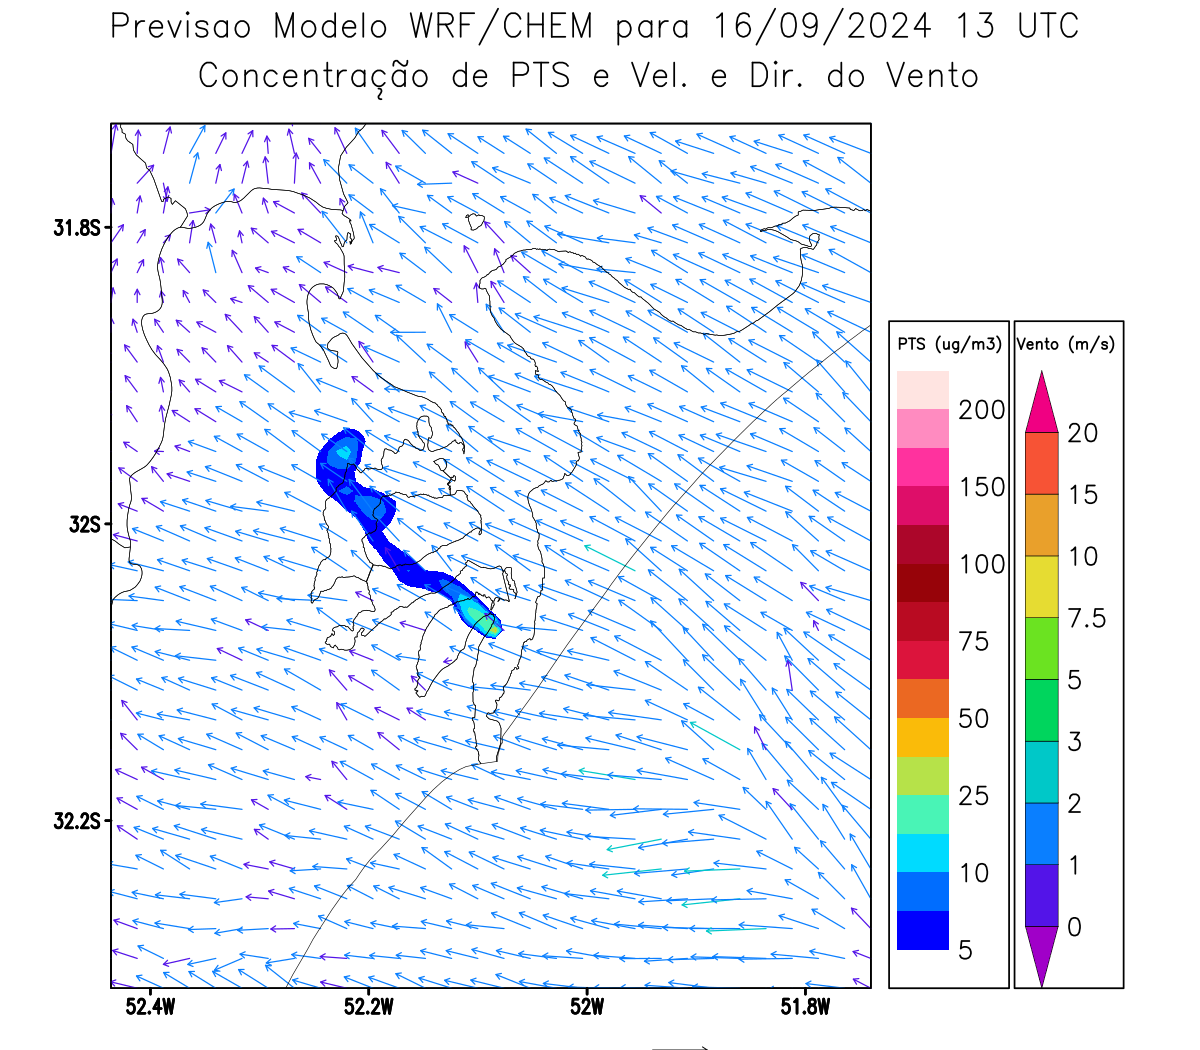 Previsao Modelo WRF/CHEM para 16/09/2024 13 UTC
Concentração de PTS e Vel. e Dir. do Vento
31.8S
32S
32.2S
52.4W 52.2W 52W 51.8W
PTS (ug/m3)
200
150
100
75
50
25
10
5
Vento (m/s)
20
15
10
7.5
5
3
2
1
0